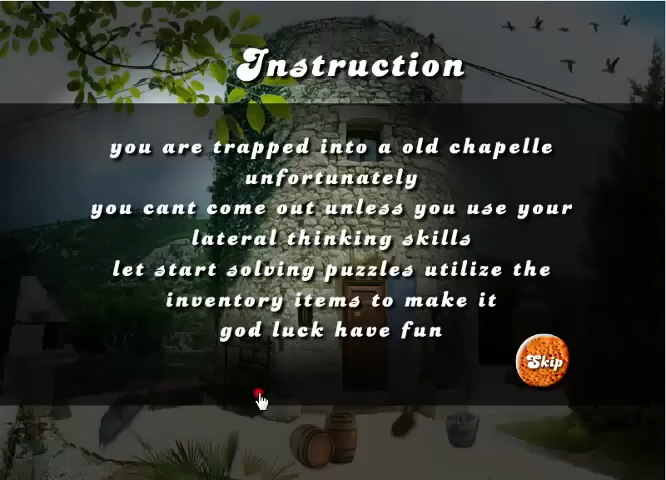 Instruction
you are trapped into a old chapelle
unfortunately
you cant come out unless you use your
lateral thinking skills
let start solving puzzles utilize the
inventory items to make it
god luck have fun
Skip